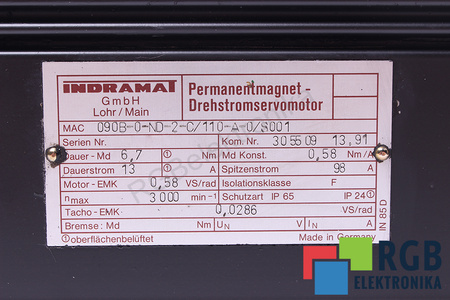 INDRAMAT
GmbH
Lohr/Main
Permanentmagnet -
Drehstromservomotor
MAC 090B-0-ND-2-C/110-A-0/S001
Serien Nr. Kom. Nr. 305509 13,91
Dauer - Md 6,7 Nm Md Konst. 0,58 Nm/A
Dauerstrom 13 A Spitzenstrom 98 A
Motor - EMK 0,58 VS/rad Isolationsklasse F
n max 3000 min⁻¹ Schutzart IP 65 IP 24①
Tacho - EMK 0,0286 VS/rad
Bremse: Md Nm UN V IN A
①oberflächenbelüftet Made in Germany
IN 85 D
RGB
ELEKTRONIKA